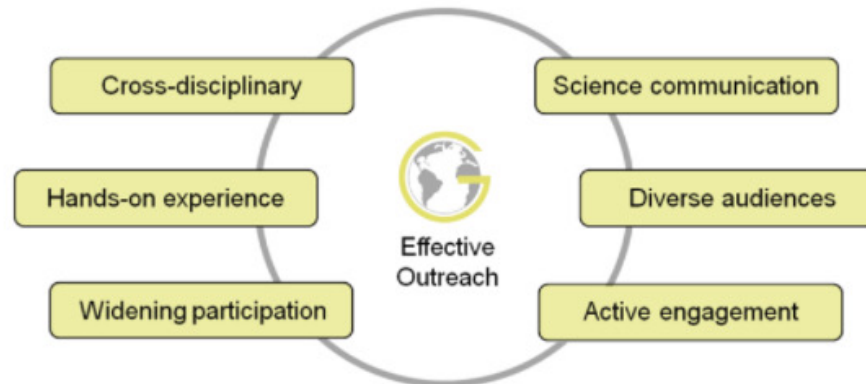 Cross-disciplinary
Science communication
Hands-on experience
Diverse audiences
Effective
Outreach
Widening participation
Active engagement